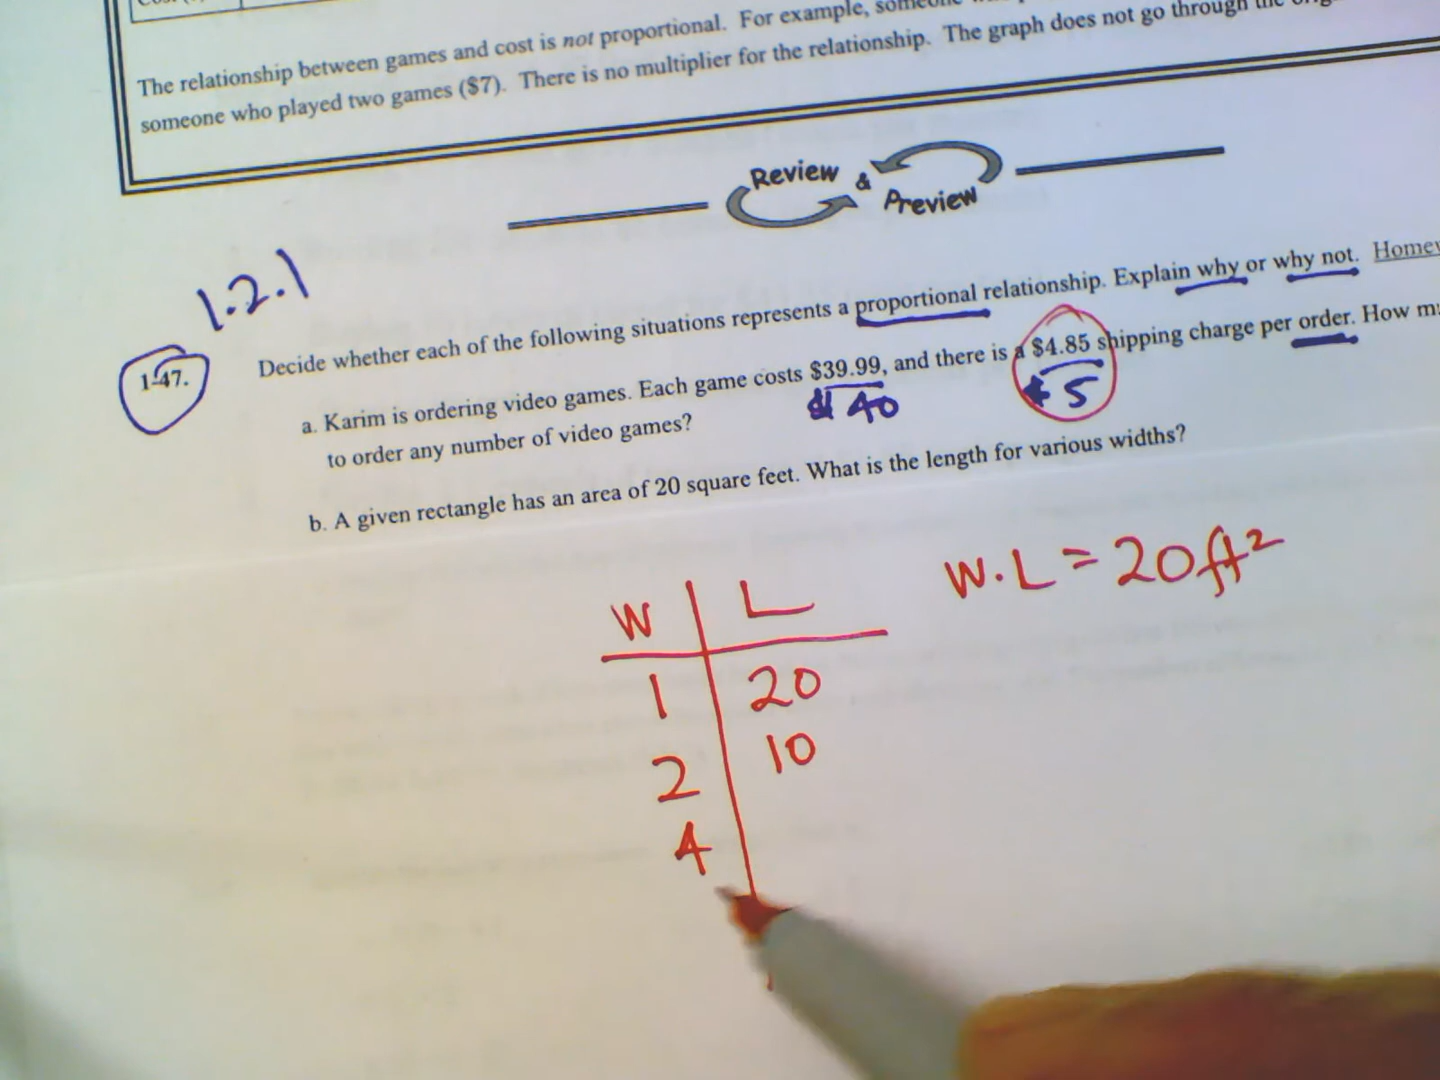 The relationship between games and cost is not proportional. For example,
someone who played two games ($7). There is no multiplier for the relationship. The graph does not go through the
Review & Preview
1.2.1
1-47.
Decide whether each of the following situations represents a proportional relationship. Explain why or why not.
a. Karim is ordering video games. Each game costs $39.99, and there is a $4.85 shipping charge per order. How
40 5
to order any number of video games?
b. A given rectangle has an area of 20 square feet. What is the length for various widths?
W·L = 20ft²
W L
1 20
2 10
4